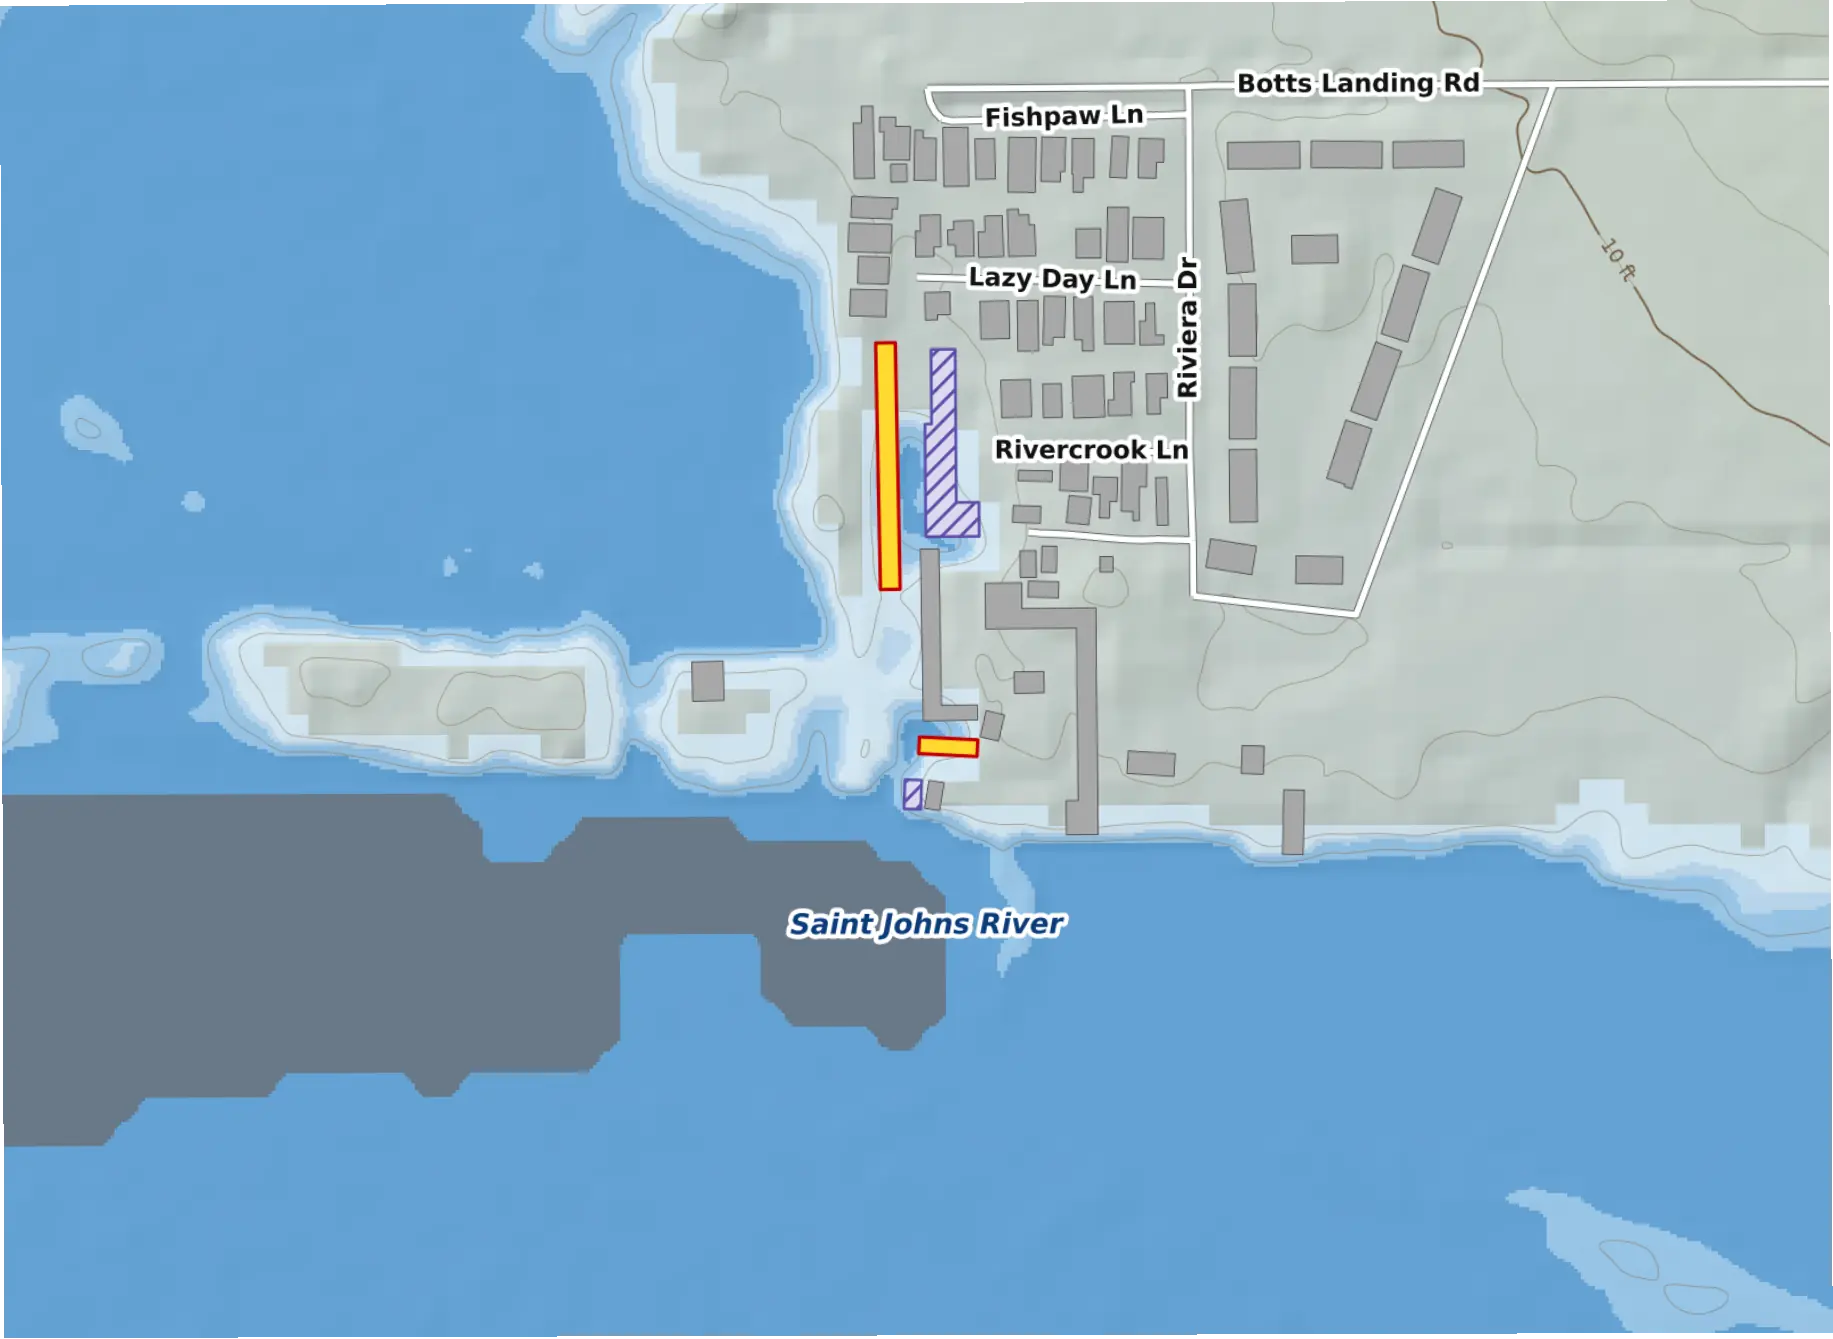 Botts Landing Rd
Fishpaw Ln
10 ft
Lazy Day Ln
Riviera Dr
Rivercrook Ln
Saint Johns River